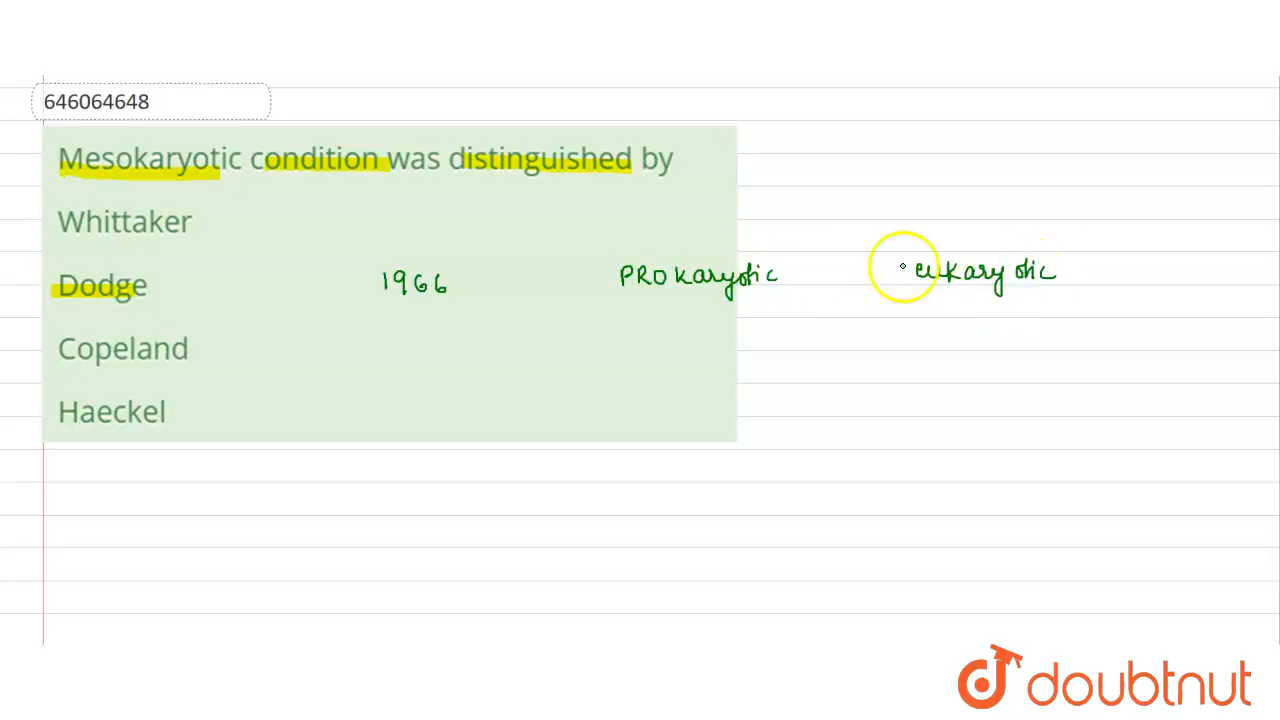 646064648
Mesokaryotic condition was distinguished by
Whittaker
Dodge 1966 PROKaryotic eukaryotic
Copeland
Haeckel
doubtnut